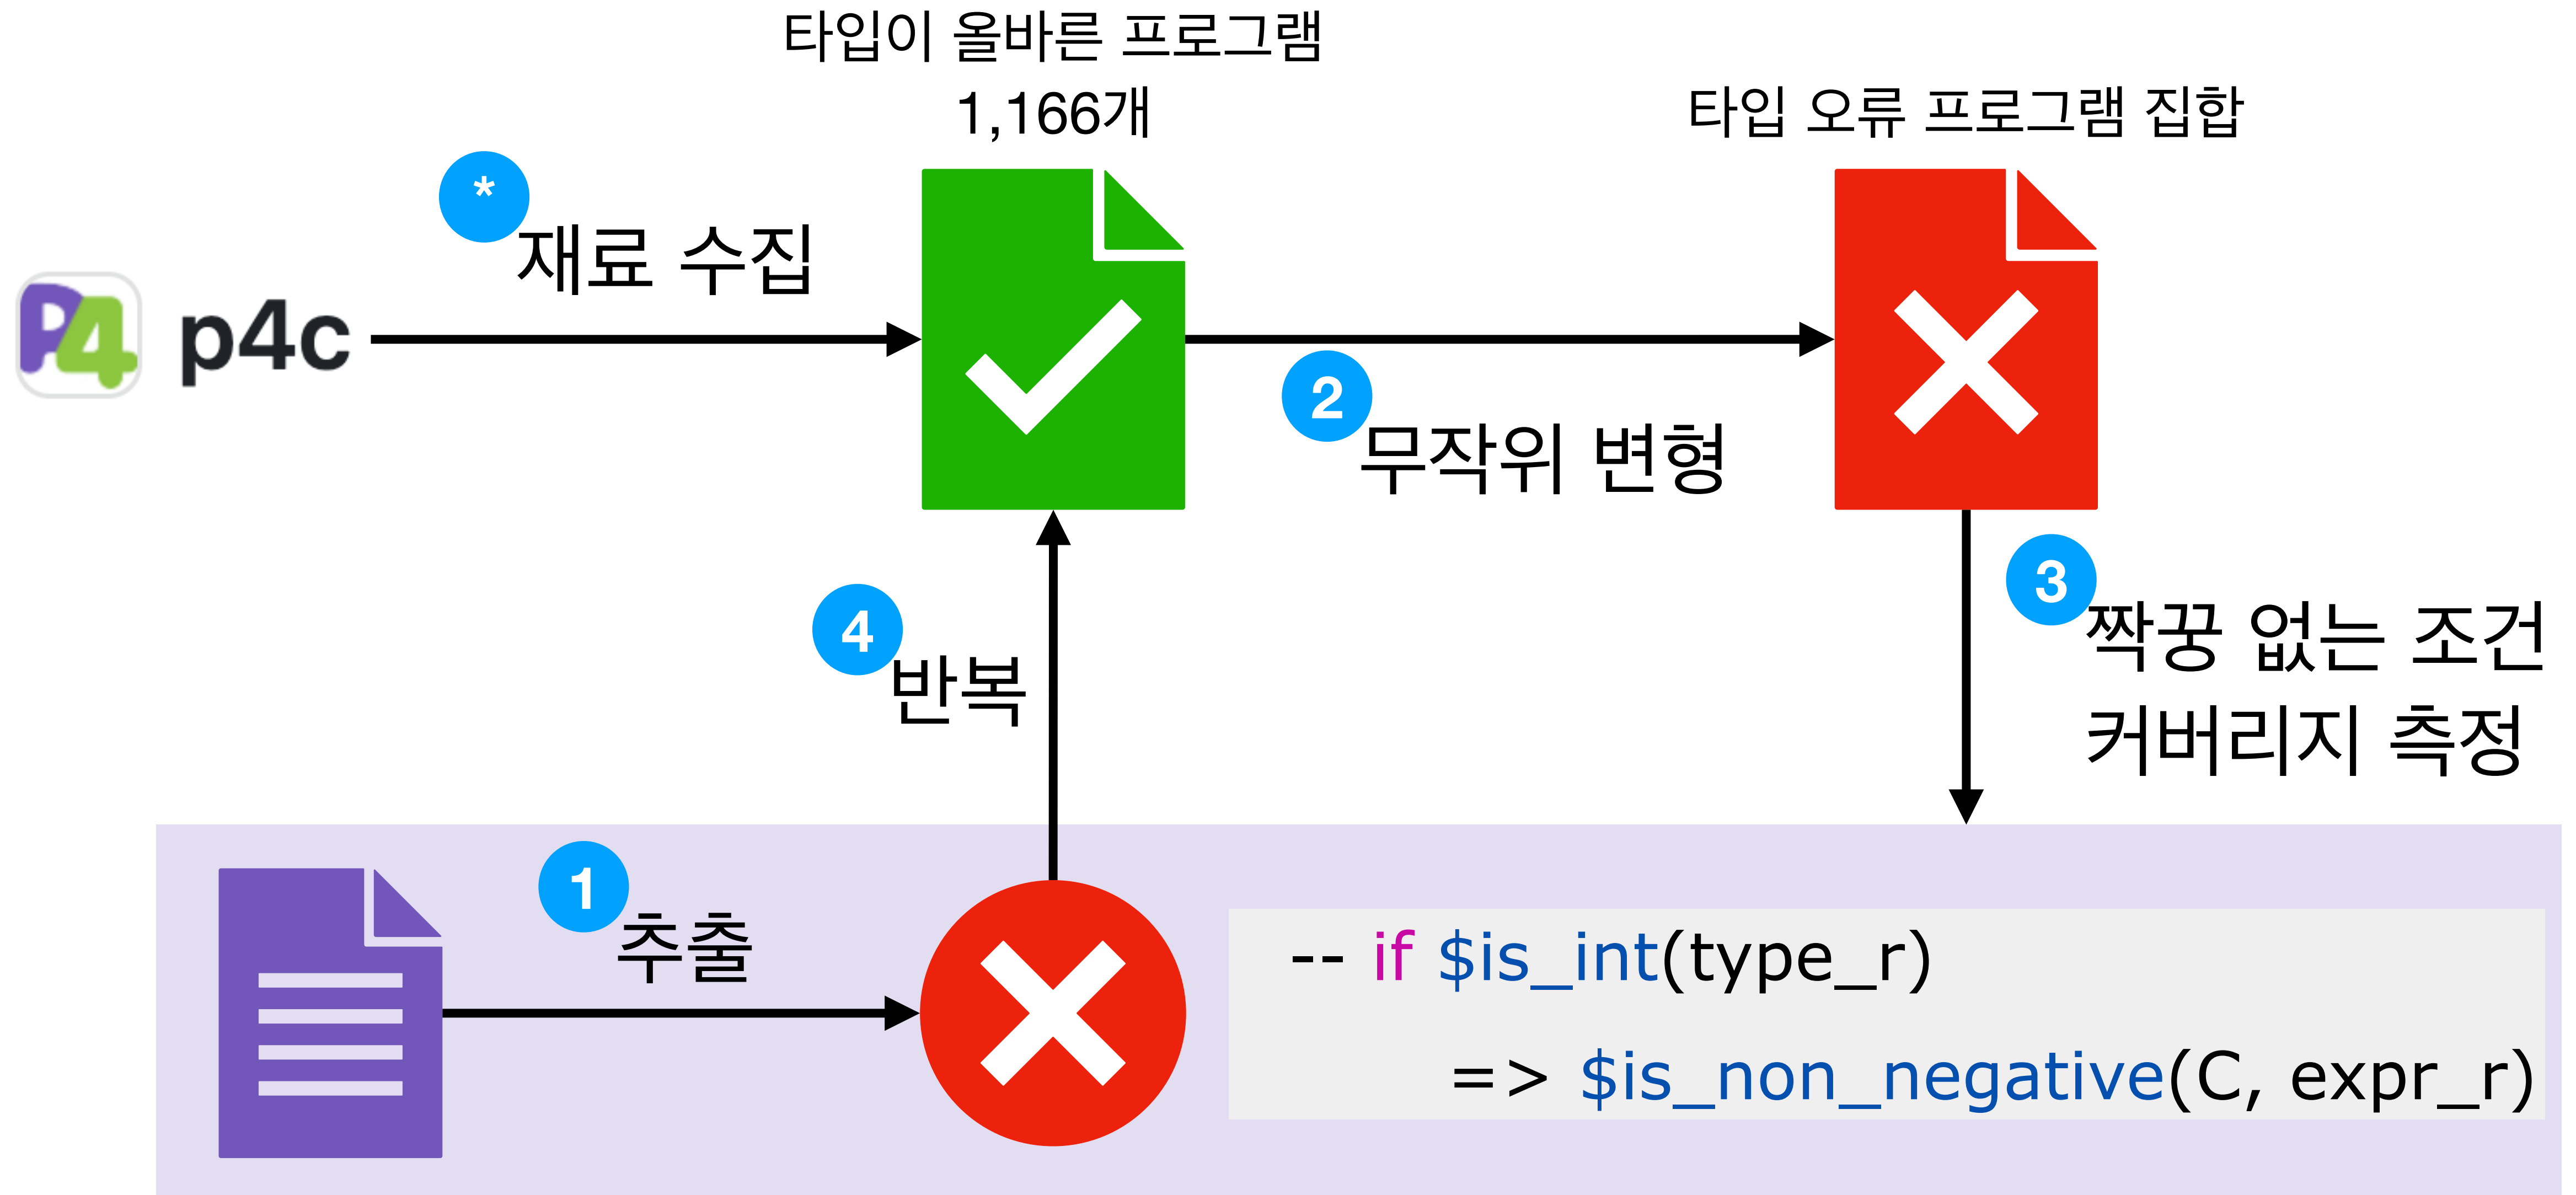 타입이 올바른 프로그램
1,166개
타입 오류 프로그램 집합
*
재료 수집
P4 p4c
2
무작위 변형
3
짝꿍 없는 조건
커버리지 측정
4
반복
1
추출
-- if $is_int(type_r)
=> $is_non_negative(C, expr_r)